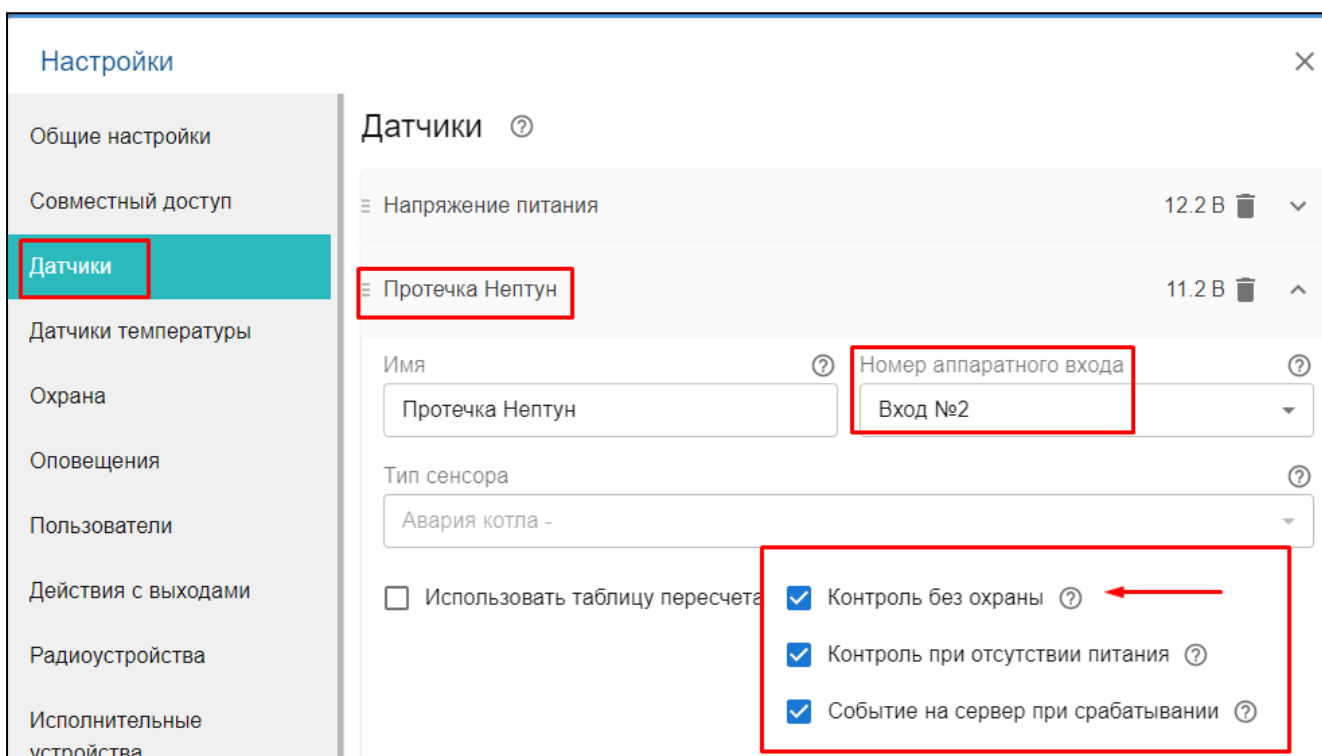 Настройки
Общие настройки
Совместный доступ
Датчики
Датчики температуры
Охрана
Оповещения
Пользователи
Действия с выходами
Радиоустройства
Исполнительные
устройства
Датчики
Напряжение питания 12.2 В
Протечка Нептун 11.2 В
Имя Номер аппаратного входа
Протечка Нептун Вход №2
Тип сенсора
Авария котла -
Использовать таблицу пересчета Контроль без охраны
Контроль при отсутствии питания
Событие на сервер при срабатывании